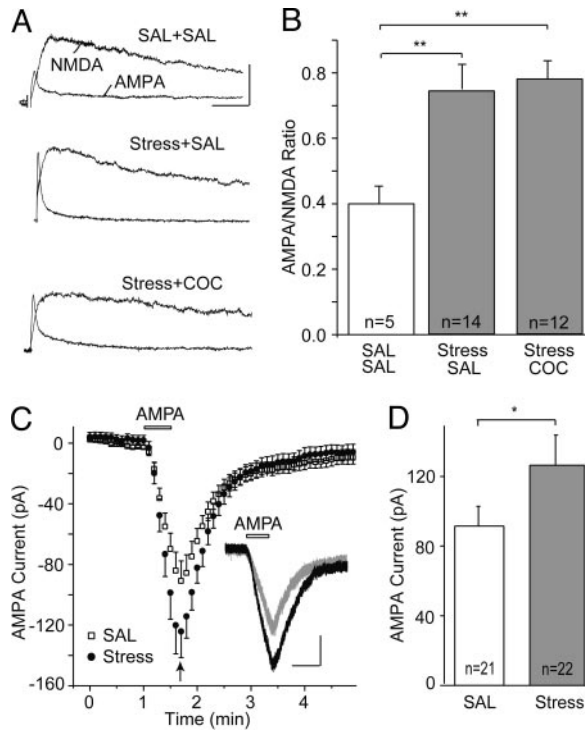 A
SAL+SAL
NMDA
AMPA
Stress+SAL
Stress+COC
B
**
**
AMPA/NMDA Ratio
0.8
0.6
0.4
0.2
0.0
n=5
n=14
n=12
SAL
SAL
Stress
SAL
Stress
COC
C
AMPA
AMPA Current (pA)
0
-40
-80
-120
-160
AMPA
SAL
Stress
0
1
2
3
4
Time (min)
D
*
AMPA Current (pA)
120
80
40
0
n=21
n=22
SAL
Stress